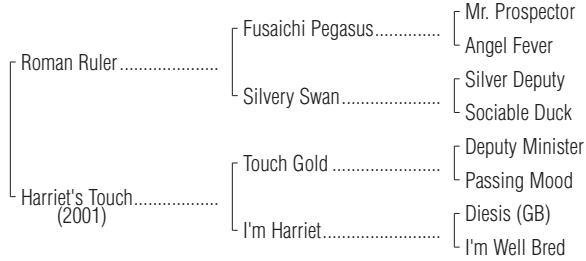 Mr. Prospector
Fusaichi Pegasus..............
Angel Fever
Roman Ruler.....................
Silver Deputy
Silvery Swan.....................
Sociable Duck
Deputy Minister
Touch Gold .......................
Passing Mood
Harriet's Touch..................
(2001)
Diesis (GB)
I'm Harriet.........................
I'm Well Bred